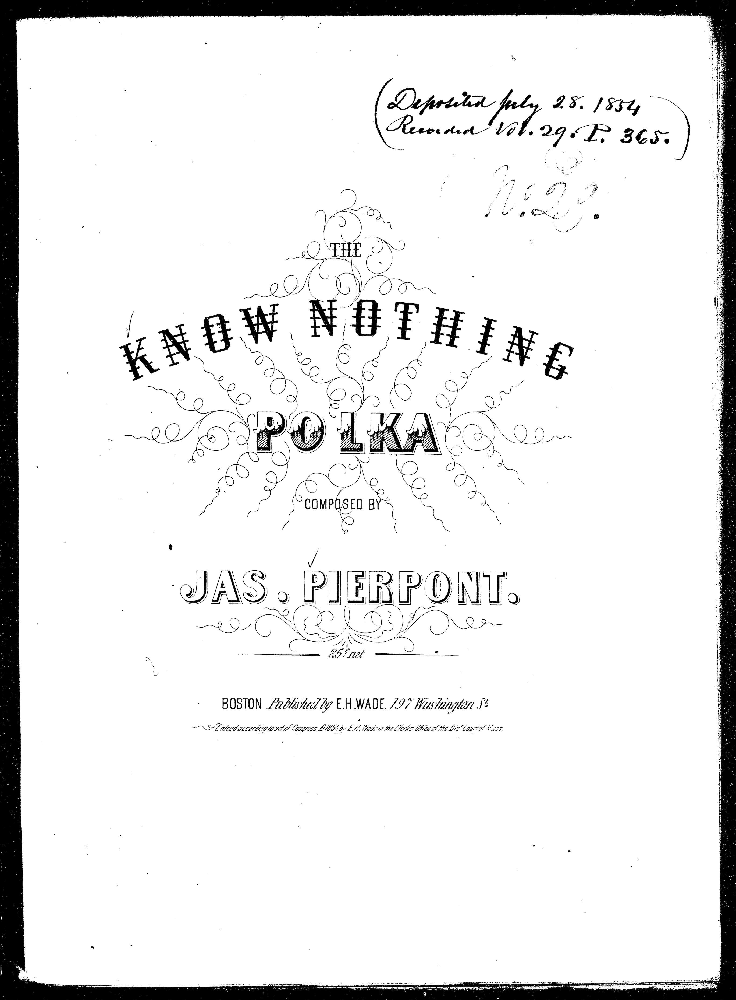 (Deposited July 28. 1854
Recorded Vol. 29. P. 365.)
THE
KNOW NOTHING
POLKA
COMPOSED BY
JAS. PIERPONT.
25¢ net
BOSTON Published by E.H.WADE. 197 Washington St
Enteed according to act of Congress AD 1854 by E.H. Wade in the Clerks Office of the Dist Court of Mass.